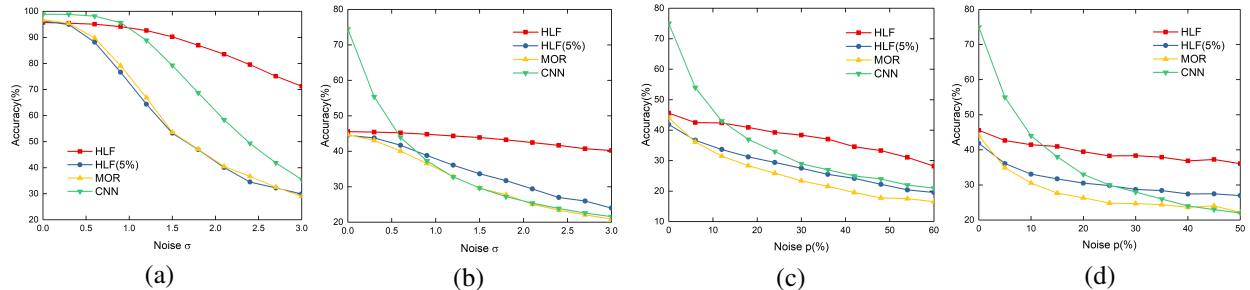 100
90
80
70
60
50
40
30
20
0.0 0.5 1.0 1.5 2.0 2.5 3.0
Accuracy(%)
Noise σ
HLF
HLF(5%)
MOR
CNN
(a)
80
70
60
50
40
30
20
0.0 0.5 1.0 1.5 2.0 2.5 3.0
Accuracy(%)
Noise σ
HLF
HLF(5%)
MOR
CNN
(b)
80
70
60
50
40
30
20
10
0 10 20 30 40 50 60
Accuracy(%)
Noise p(%)
HLF
HLF(5%)
MOR
CNN
(c)
80
70
60
50
40
30
20
0 10 20 30 40 50
Accuracy(%)
Noise p(%)
HLF
HLF(5%)
MOR
CNN
(d)